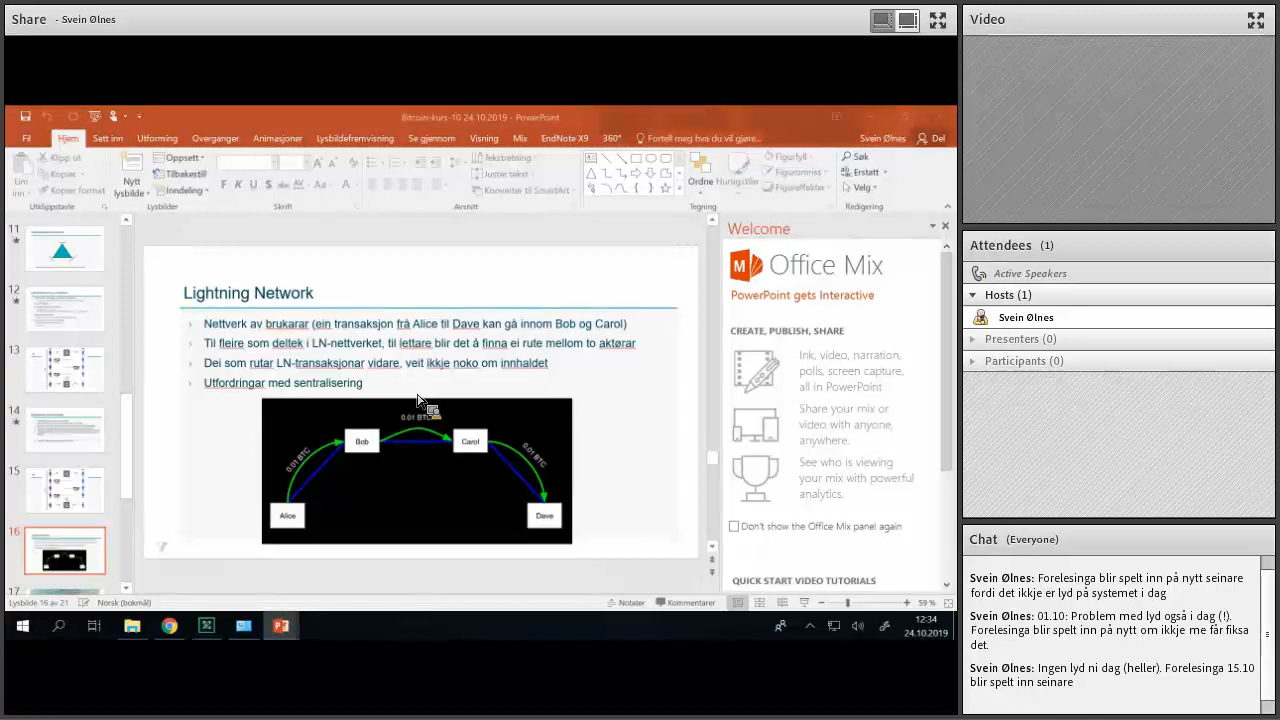 Share - Svein Ølnes
Bitcoin-kurs-10 24.10.2019 - PowerPoint
Fil Hjem Sett inn Utforming Overganger Animasjoner Lysbildefremvisning Se gjennom Visning Mix EndNote X9 360° Fortell meg hva du vil gjøre... Svein Ølnes Del
Lim inn
Klipp ut
Kopier
Kopier format
Utklippstavle
Nytt lysbilde
Oppsett
Tilbakestill
Inndeling
Lysbilder
F K U S abc AV Aa A
Skrift
Tekstretning
Juster tekst
Konverter til SmartArt
Avsnitt
Ordne Hurigstiler
Figurfyll
Figuromriss
Figureffekter
Tegning
Søk
Erstatt
Velg
Redigering
11
12
13
14
15
16
17
Lightning Network
Nettverk av brukarar (ein transaksjon frå Alice til Dave kan gå innom Bob og Carol)
Til fleire som deltek i LN-nettverket, til lettare blir det å finna ei rute mellom to aktørar
Dei som rutar LN-transaksjonar vidare, veit ikkje noko om innhaldet
Utfordringar med sentralisering
0.01 BTC
0.01 BTC
0.01 BTC
Bob
Carol
Alice
Dave
Welcome
Office Mix
PowerPoint gets Interactive
CREATE, PUBLISH, SHARE
Ink, video, narration,
polls, screen capture,
all in PowerPoint
Share your mix or
video with anyone,
anywhere.
See who is viewing
your mix with powerful
analytics.
Don't show the Office Mix panel again
QUICK START VIDEO TUTORIALS
Lysbilde 16 av 21 Norsk (bokmål) Notater Kommentarer 59 %
12:34
24.10.2019
Video
Attendees (1)
Active Speakers
Hosts (1)
Svein Ølnes
Presenters (0)
Participants (0)
Chat (Everyone)
Svein Ølnes: Forelesinga blir spelt inn på nytt seinare
fordi det ikkje er lyd på systemet i dag
Svein Ølnes: 01.10: Problem med lyd også i dag (!).
Forelesinga blir spelt inn på nytt om ikkje me får fiksa
det.
Svein Ølnes: Ingen lyd ni dag (heller). Forelesinga 15.10
blir spelt inn seinare